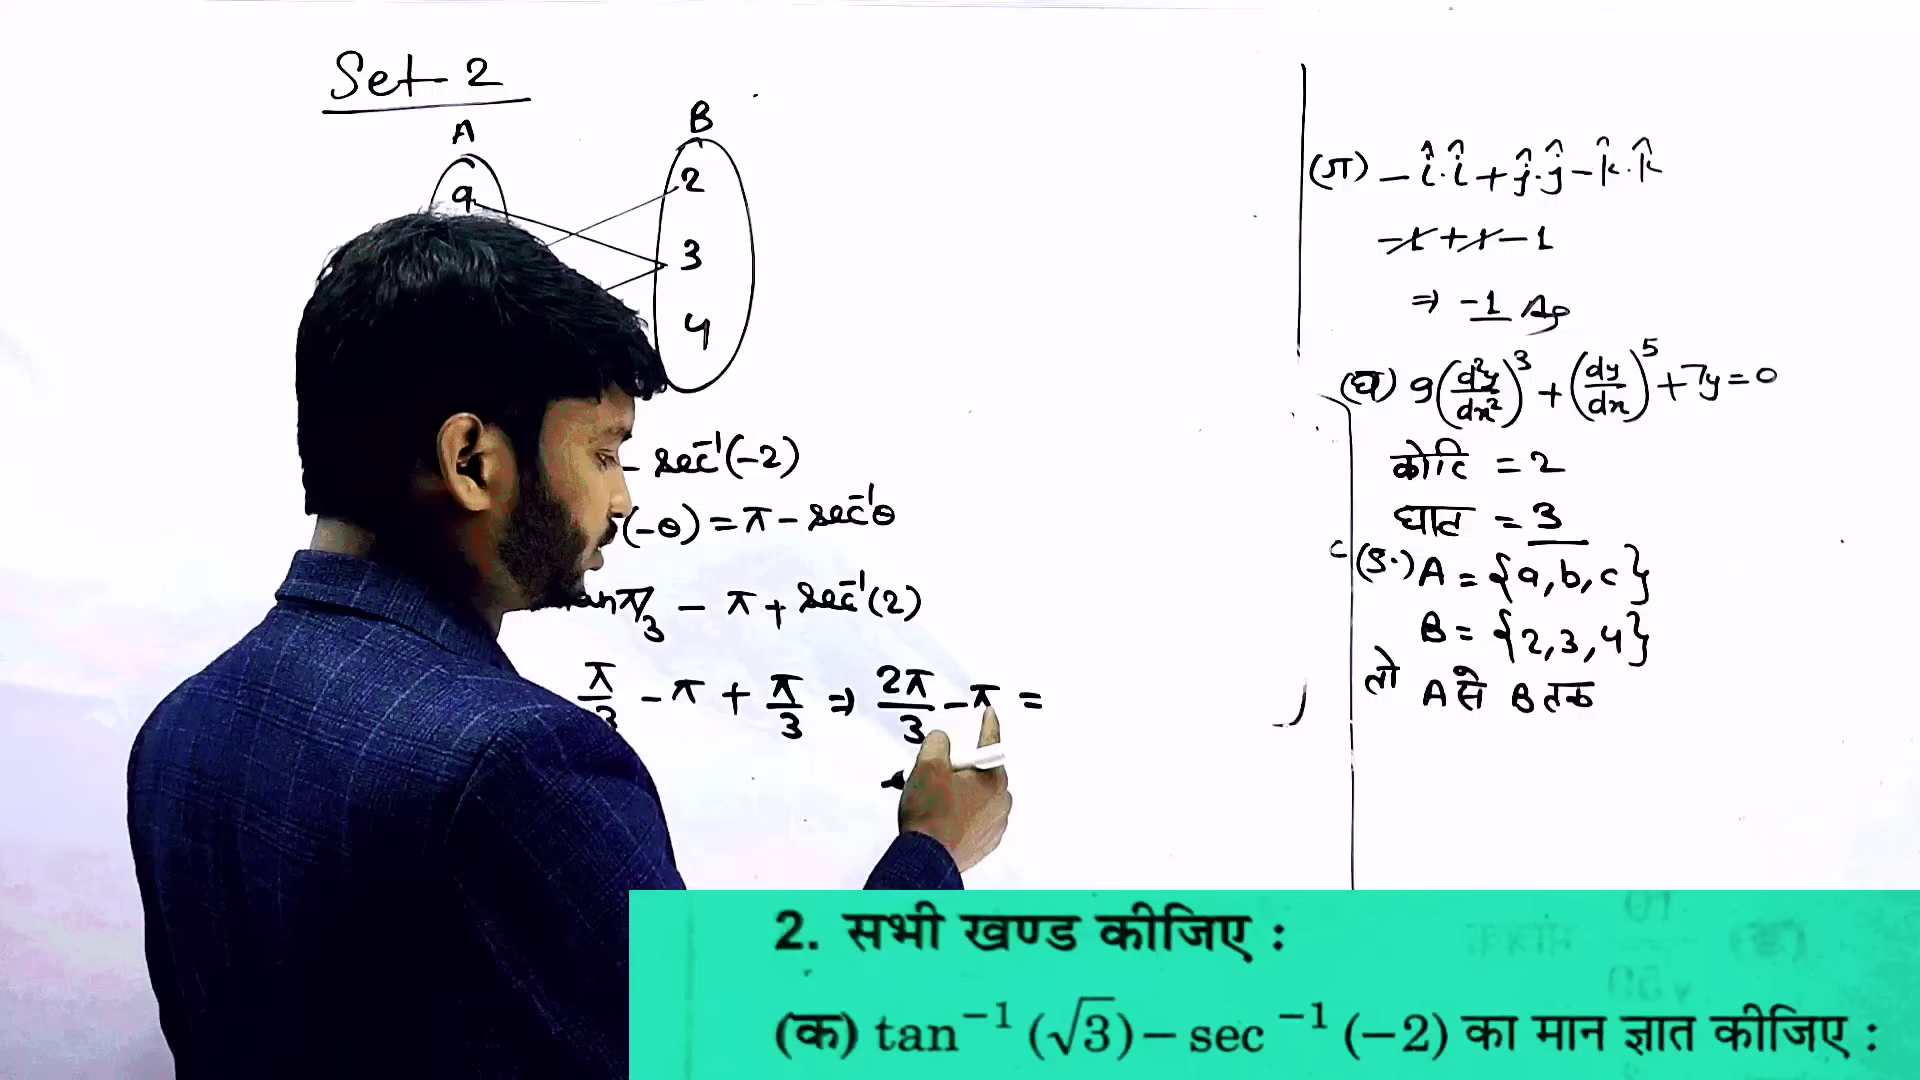 Set-2
A
B
a
2
3
4
- sec⁻¹(-2)
(-θ) = π - sec⁻¹θ
π/3 - π + sec⁻¹(2)
π/3 - π + π/3 ⇒ 2π/3 - π =
(ग) - î.î + ĵ.ĵ - k̂.k̂
-1 + 1 - 1
⇒ -1
(घ) 9(d²y/dx²)³ + (dy/dx)⁵ + 7y = 0
कोटि = 2
घात = 3
(ङ.) A = {a, b, c}
B = {2, 3, 4}
तो A से B तक
2. सभी खण्ड कीजिए :
(क) tan⁻¹ (√3) – sec⁻¹ (–2) का मान ज्ञात कीजिए :